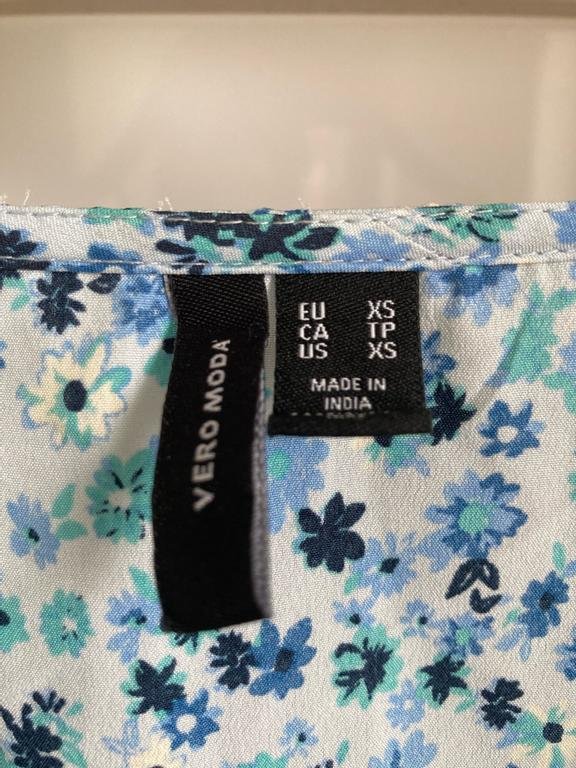 VERO MODA
EU XS
CA TP
US XS
MADE IN
INDIA